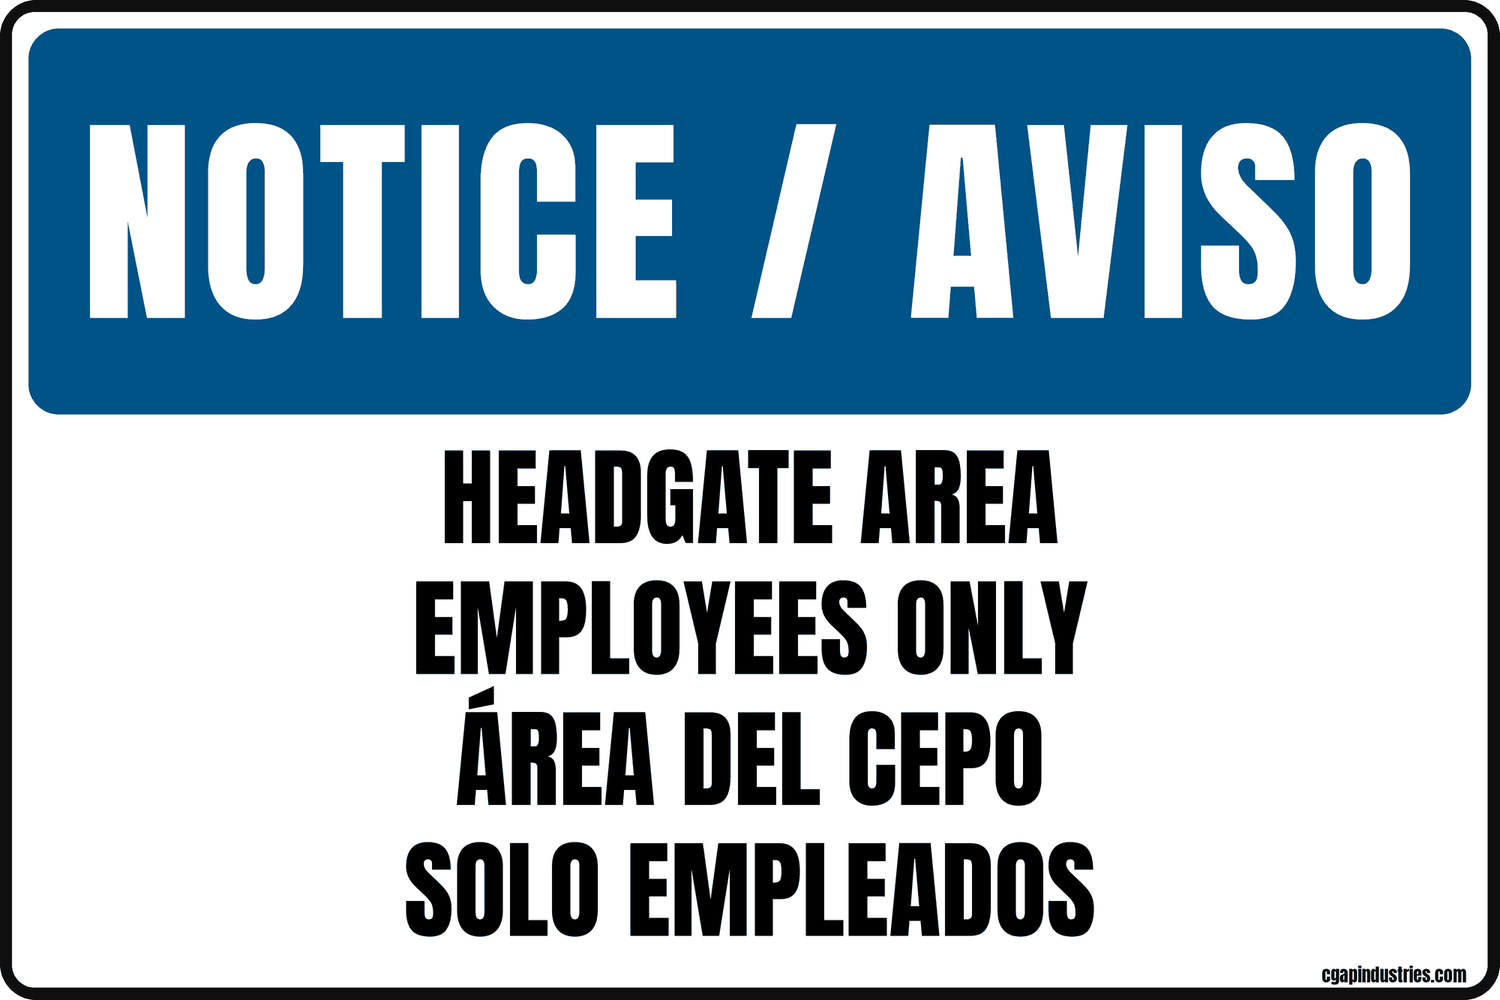 NOTICE / AVISO
HEADGATE AREA
EMPLOYEES ONLY
ÁREA DEL CEPO
SOLO EMPLEADOS
cgapindustries.com